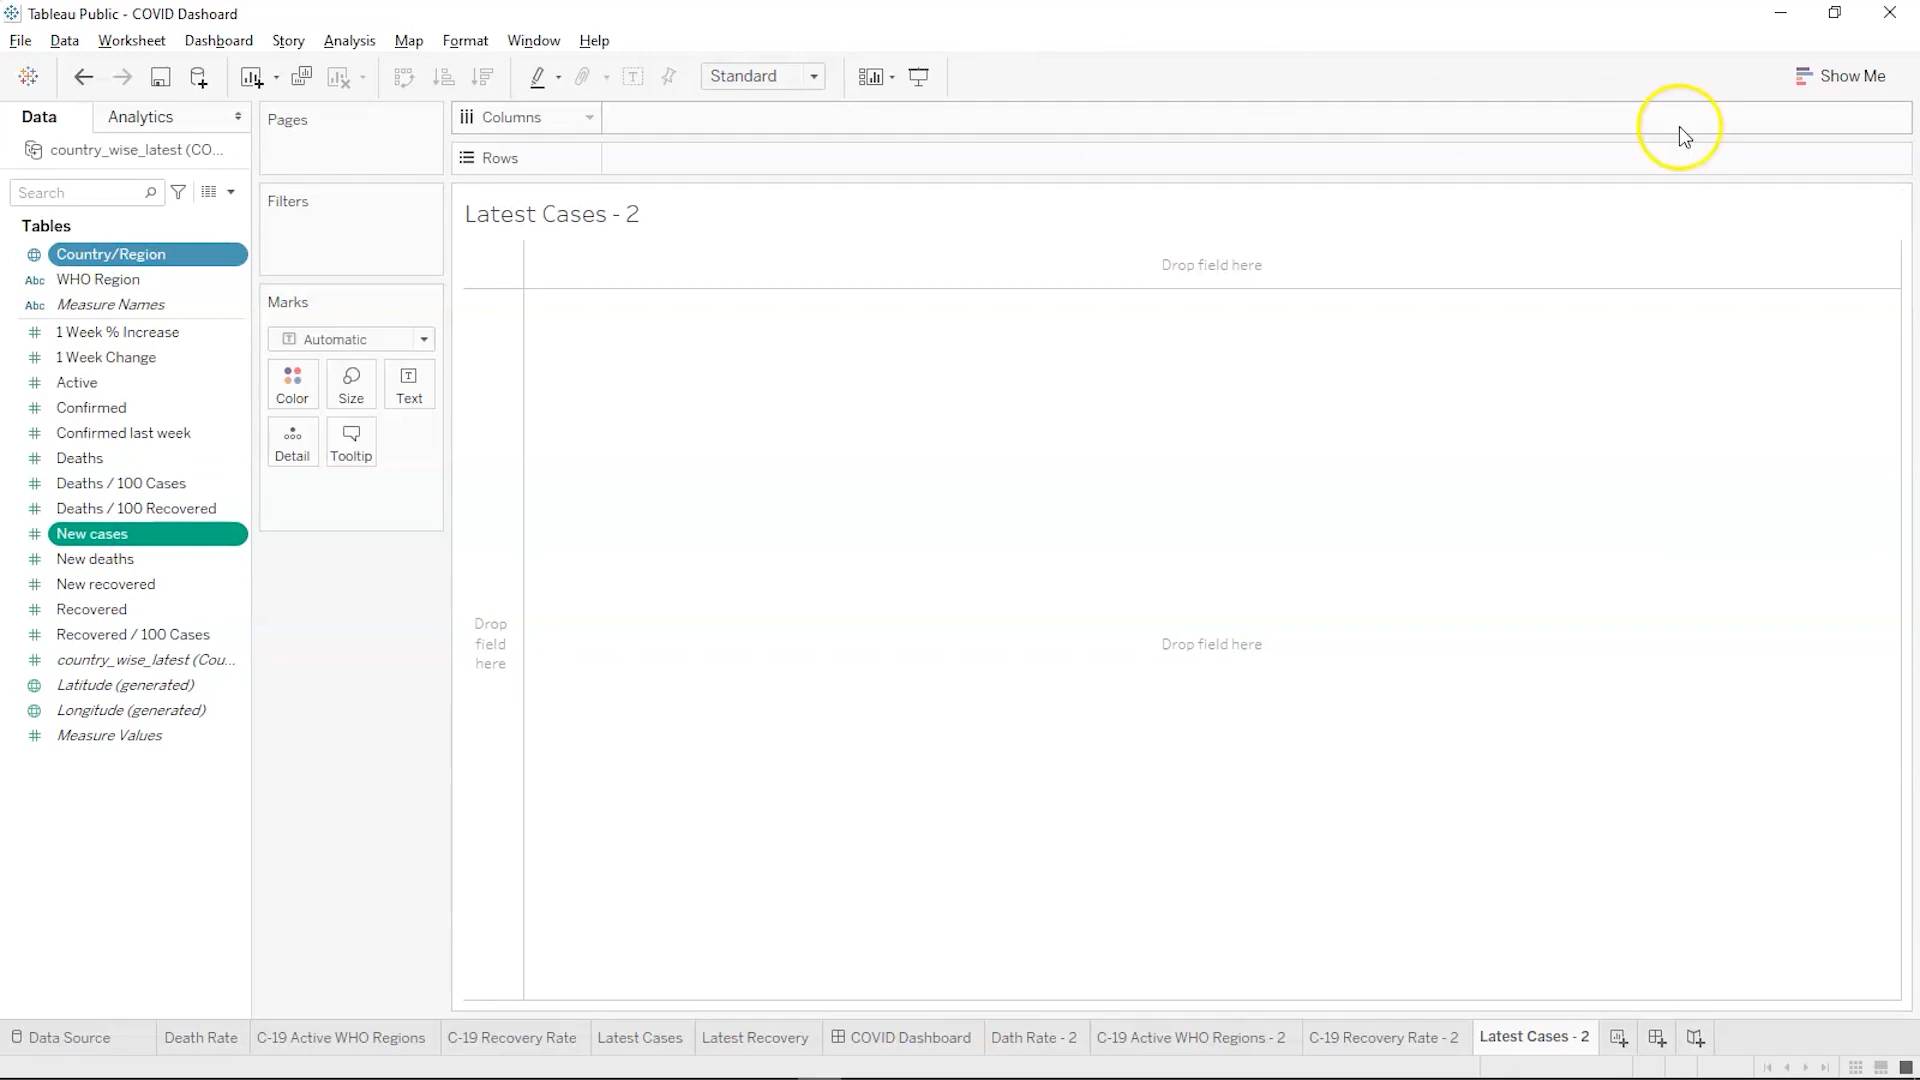 Tableau Public - COVID Dashoard
File Data Worksheet Dashboard Story Analysis Map Format Window Help
Standard
Show Me
Data Analytics
country_wise_latest (CO...
Search
Tables
Country/Region
Abc WHO Region
Abc Measure Names
1 Week % Increase
1 Week Change
Active
Confirmed
Confirmed last week
Deaths
Deaths / 100 Cases
Deaths / 100 Recovered
New cases
New deaths
New recovered
Recovered
Recovered / 100 Cases
country_wise_latest (Cou...
Latitude (generated)
Longitude (generated)
Measure Values
Pages
Filters
Marks
Automatic
Color Size Text
Detail Tooltip
Columns
Rows
Latest Cases - 2
Drop field here
Drop
field
here
Drop field here
Data Source Death Rate C-19 Active WHO Regions C-19 Recovery Rate Latest Cases Latest Recovery COVID Dashboard Dath Rate - 2 C-19 Active WHO Regions - 2 C-19 Recovery Rate - 2 Latest Cases - 2